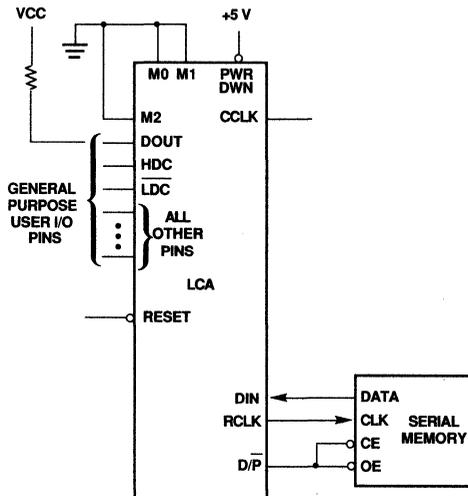 VCC
+5 V
M0 M1
PWR
DWN
M2
CCLK
DOUT
HDC
LDC
GENERAL
PURPOSE
USER I/O
PINS
ALL
OTHER
PINS
LCA
RESET
DIN
DATA
RCLK
CLK
SERIAL
MEMORY
CE
D/P
OE